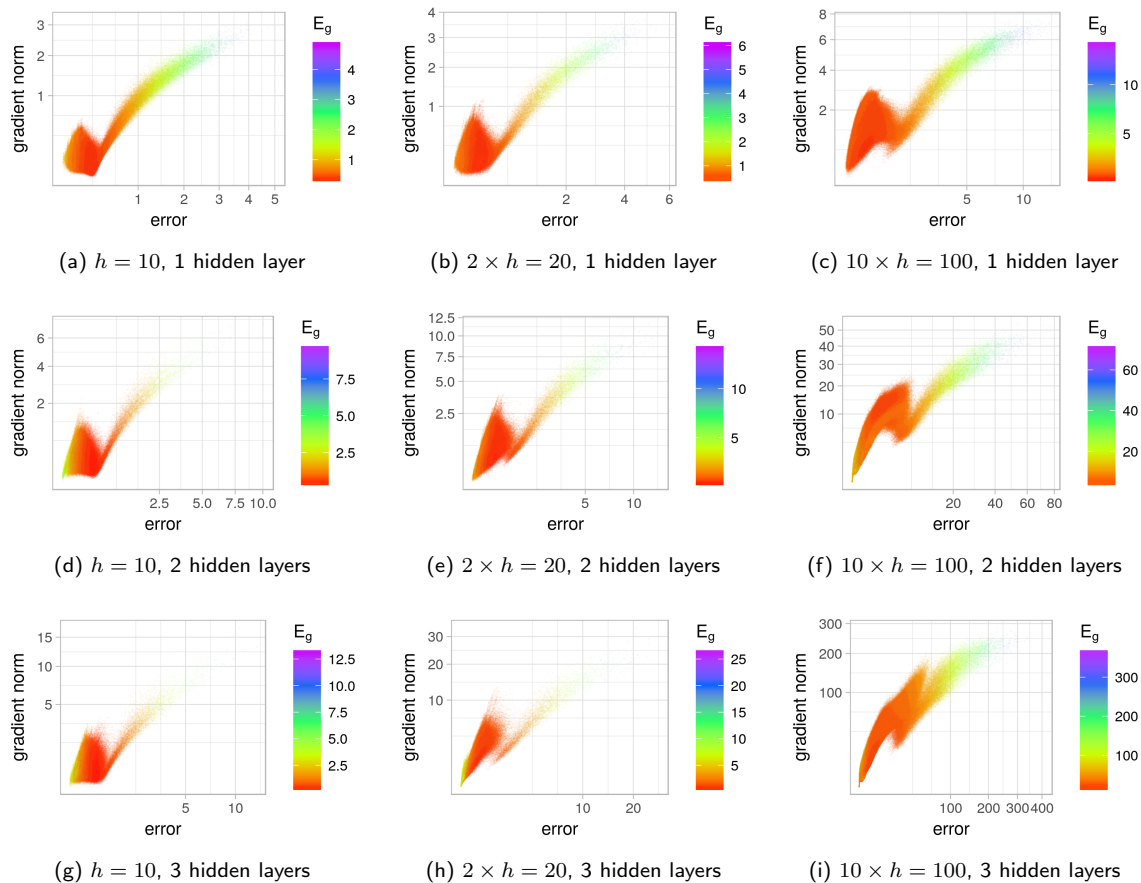 gradient norm
3
2
1
1
2
3
4
5
error
E_g
4
3
2
1
(a) h = 10, 1 hidden layer
gradient norm
4
3
2
1
2
4
6
error
E_g
6
5
4
3
2
1
(b) 2 × h = 20, 1 hidden layer
gradient norm
8
6
4
2
5
10
error
E_g
10
5
(c) 10 × h = 100, 1 hidden layer
gradient norm
6
4
2
2.5
5.0
7.5
10.0
error
E_g
7.5
5.0
2.5
(d) h = 10, 2 hidden layers
gradient norm
12.5
10.0
7.5
5.0
2.5
5
10
error
E_g
10
5
(e) 2 × h = 20, 2 hidden layers
gradient norm
50
40
30
20
10
20
40
60
80
error
E_g
60
40
20
(f) 10 × h = 100, 2 hidden layers
gradient norm
15
10
5
5
10
error
E_g
12.5
10.0
7.5
5.0
2.5
(g) h = 10, 3 hidden layers
gradient norm
30
20
10
10
20
error
E_g
25
20
15
10
5
(h) 2 × h = 20, 3 hidden layers
gradient norm
300
200
100
100
200
300
400
error
E_g
300
200
100
(i) 10 × h = 100, 3 hidden layers